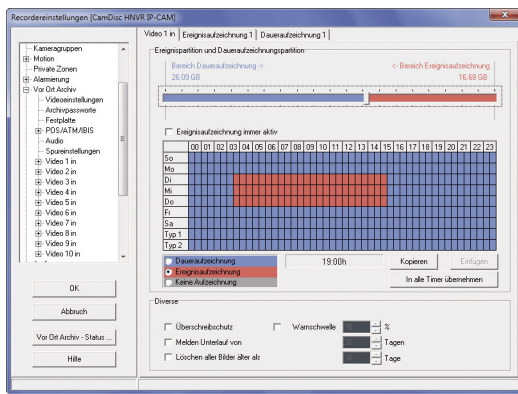 Recordereinstellungen [CamDisc HNVR IP-CAM]
Kameragruppen
Motion
Private Zonen
Alarmierung
Vor Ort Archiv
Videoeinstellungen
Archivpasswörte
Festplatte
POS/ATM/IBIS
Audio
Spureinstellungen
Video 1 in
Video 2 in
Video 3 in
Video 4 in
Video 5 in
Video 6 in
Video 7 in
Video 8 in
Video 9 in
Video 10 in
OK
Abbruch
Vor Ort Archiv - Status ...
Hilfe
Video 1 in Ereignisaufzeichnung 1 Daueraufzeichnung 1
Ereignispartition und Daueraufzeichnungspartition
Bereich Daueraufzeichnung -> <- Bereich Ereignisaufzeichnung
26.09 GB 16.68 GB
Ereignisaufzeichnung immer aktiv
00 01 02 03 04 05 06 07 08 09 10 11 12 13 14 15 16 17 18 19 20 21 22 23
So
Mo
Di
Mi
Do
Fr
Sa
Typ 1
Typ 2
Daueraufzeichnung 19:00h Kopieren Einfügen
Ereignisaufzeichnung
Keine Aufzeichnung In alle Timer übernehmen
Diverse
Überschreibschutz Warnschwelle %
Melden Unterlauf von Tagen
Löschen aller Bilder älter als Tage